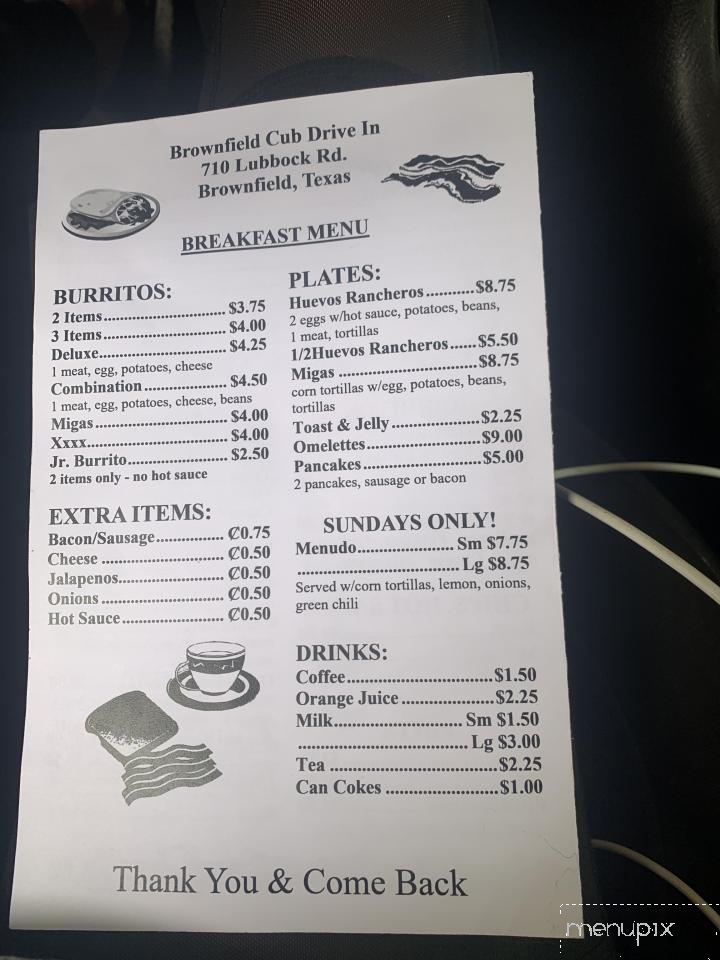 Brownfield Cub Drive In
710 Lubbock Rd.
Brownfield, Texas
BREAKFAST MENU
BURRITOS:
2 Items.............................. $3.75
3 Items.............................. $4.00
Deluxe............................... $4.25
1 meat, egg, potatoes, cheese
Combination.................... $4.50
1 meat, egg, potatoes, cheese, beans
Migas................................ $4.00
Xxxx.................................. $4.00
Jr. Burrito........................ $2.50
2 items only - no hot sauce
EXTRA ITEMS:
Bacon/Sausage................ ₡0.75
Cheese ............................. ₡0.50
Jalapenos......................... ₡0.50
Onions ............................. ₡0.50
Hot Sauce........................ ₡0.50
PLATES:
Huevos Rancheros...........$8.75
2 eggs w/hot sauce, potatoes, beans,
1 meat, tortillas
1/2Huevos Rancheros......$5.50
Migas ................................$8.75
corn tortillas w/egg, potatoes, beans,
tortillas
Toast & Jelly.....................$2.25
Omelettes..........................$9.00
Pancakes...........................$5.00
2 pancakes, sausage or bacon
SUNDAYS ONLY!
Menudo...................... Sm $7.75
..................................... Lg $8.75
Served w/corn tortillas, lemon, onions,
green chili
DRINKS:
Coffee.................................$1.50
Orange Juice.....................$2.25
Milk............................. Sm $1.50
...................................... Lg $3.00
Tea .....................................$2.25
Can Cokes .........................$1.00
Thank You & Come Back
menupix